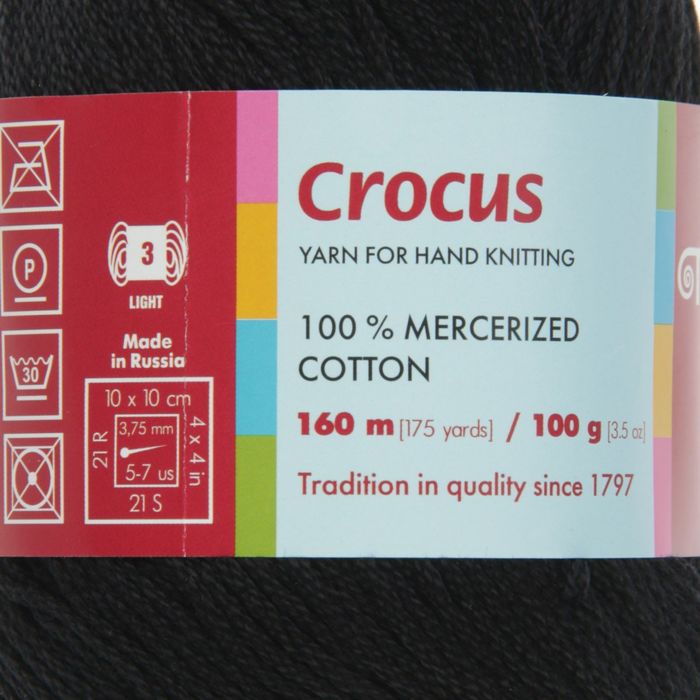 P
30
3
LIGHT
Made
in Russia
10 x 10 cm
21 R
3,75 mm
5-7 us
4 x 4 in
21 S
Crocus
YARN FOR HAND KNITTING
100 % MERCERIZED
COTTON
160 m [175 yards] / 100 g [3.5 oz]
Tradition in quality since 1797